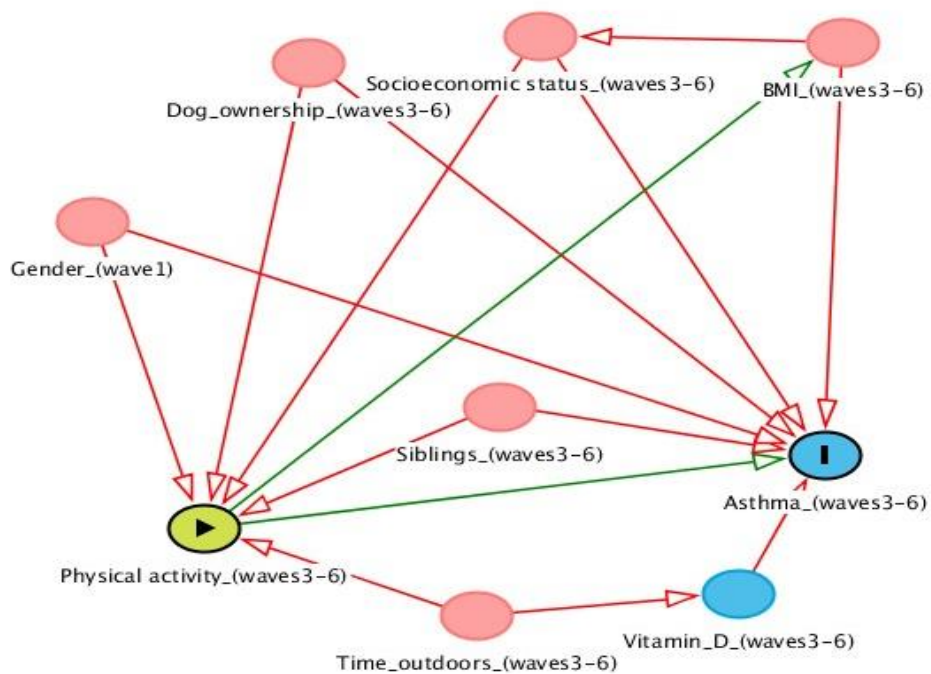 Socioeconomic status_(waves3-6)
BMI_(waves3-6)
Dog_ownership_(waves3-6)
Gender_(wave1)
Siblings_(waves3-6)
Asthma_(waves3-6)
Physical activity_(waves3-6)
Vitamin_D_(waves3-6)
Time_outdoors_(waves3-6)